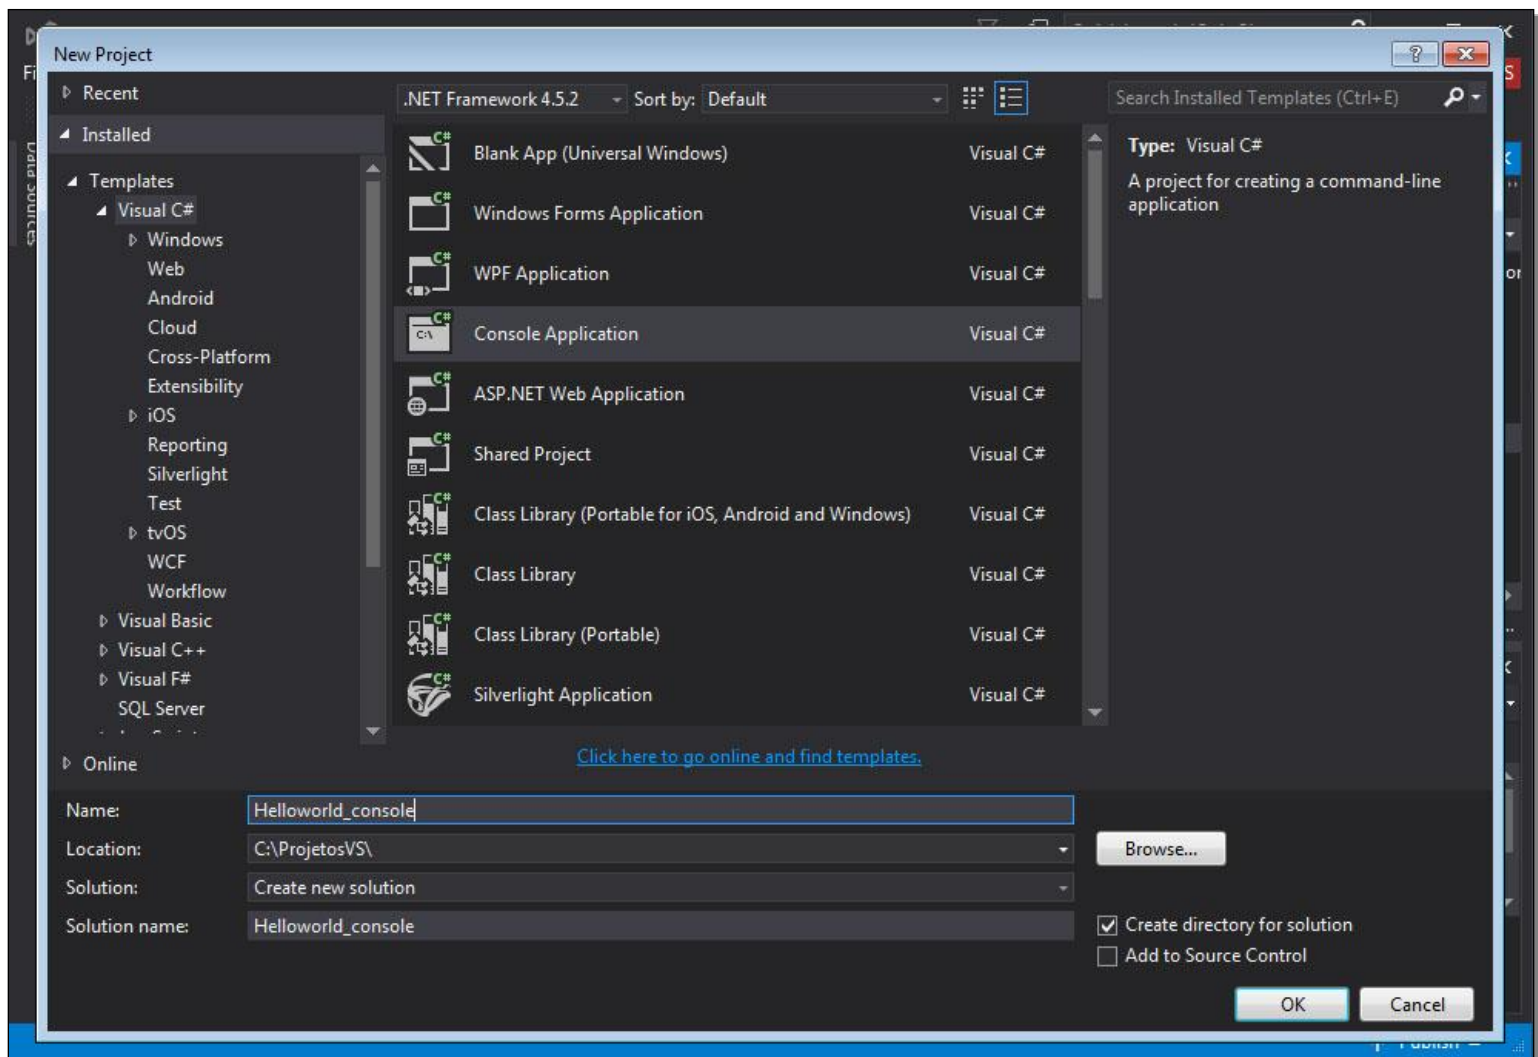 New Project
Recent
Installed
Templates
Visual C#
Windows
Web
Android
Cloud
Cross-Platform
Extensibility
iOS
Reporting
Silverlight
Test
tvOS
WCF
Workflow
Visual Basic
Visual C++
Visual F#
SQL Server
Online
.NET Framework 4.5.2 Sort by: Default
Blank App (Universal Windows) Visual C#
Windows Forms Application Visual C#
WPF Application Visual C#
Console Application Visual C#
ASP.NET Web Application Visual C#
Shared Project Visual C#
Class Library (Portable for iOS, Android and Windows) Visual C#
Class Library Visual C#
Class Library (Portable) Visual C#
Silverlight Application Visual C#
Click here to go online and find templates.
Search Installed Templates (Ctrl+E)
Type: Visual C#
A project for creating a command-line
application
Name: Helloworld_console
Location: C:\ProjetosVS\
Browse...
Solution: Create new solution
Solution name: Helloworld_console
Create directory for solution
Add to Source Control
OK Cancel
Data Sources
Publish